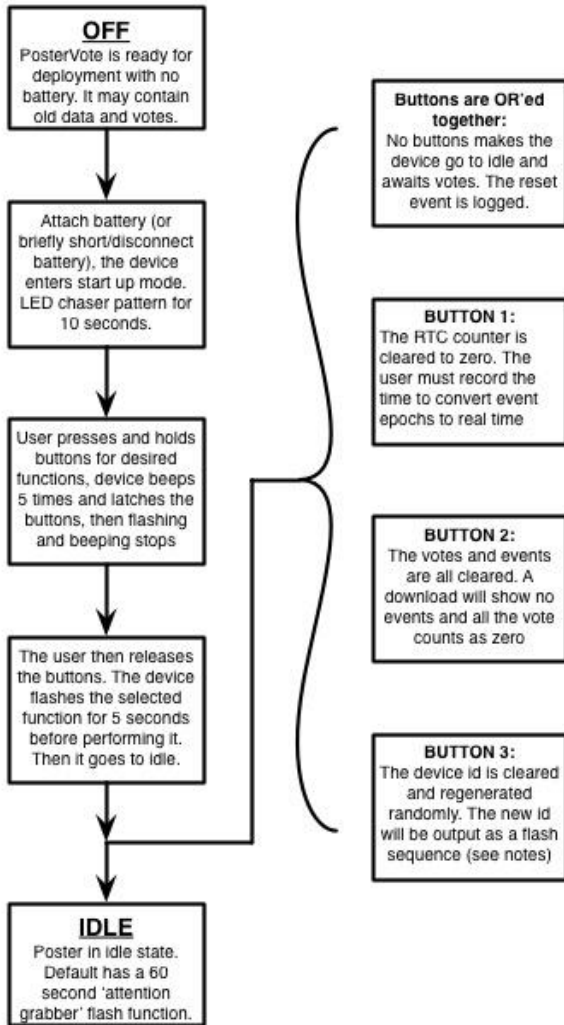 OFF
PosterVote is ready for
deployment with no
battery. It may contain
old data and votes.
Attach battery (or
briefly short/disconnect
battery), the device
enters start up mode.
LED chaser pattern for
10 seconds.
User presses and holds
buttons for desired
functions, device beeps
5 times and latches the
buttons, then flashing
and beeping stops
The user then releases
the buttons. The device
flashes the selected
function for 5 seconds
before performing it.
Then it goes to idle.
IDLE
Poster in idle state.
Default has a 60
second ‘attention
grabber’ flash function.
Buttons are OR’ed
together:
No buttons makes the
device go to idle and
awaits votes. The reset
event is logged.
BUTTON 1:
The RTC counter is
cleared to zero. The
user must record the
time to convert event
epochs to real time
BUTTON 2:
The votes and events
are all cleared. A
download will show no
events and all the vote
counts as zero
BUTTON 3:
The device id is cleared
and regenerated
randomly. The new id
will be output as a flash
sequence (see notes)